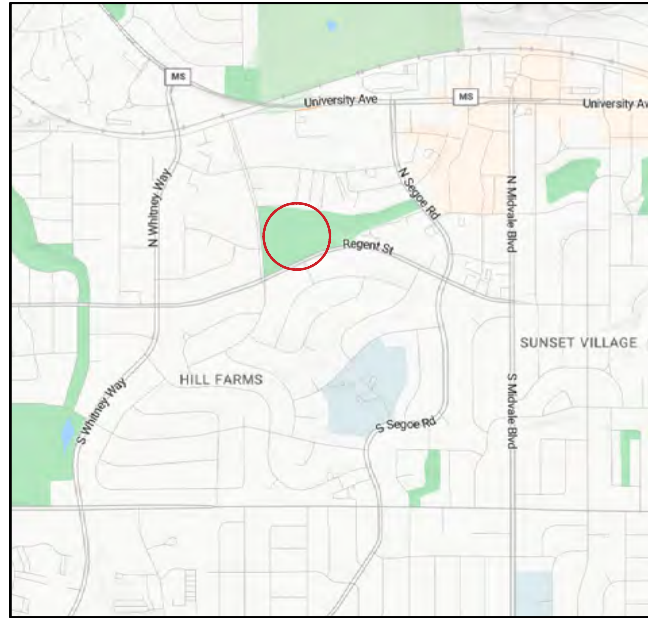 MS
University Ave
MS
University Av
N Whitney Way
N Segoe Rd
N Midvale Blvd
Regent St
SUNSET VILLAGE
HILL FARMS
S Whitney Way
S Segoe Rd
S Midvale Blvd